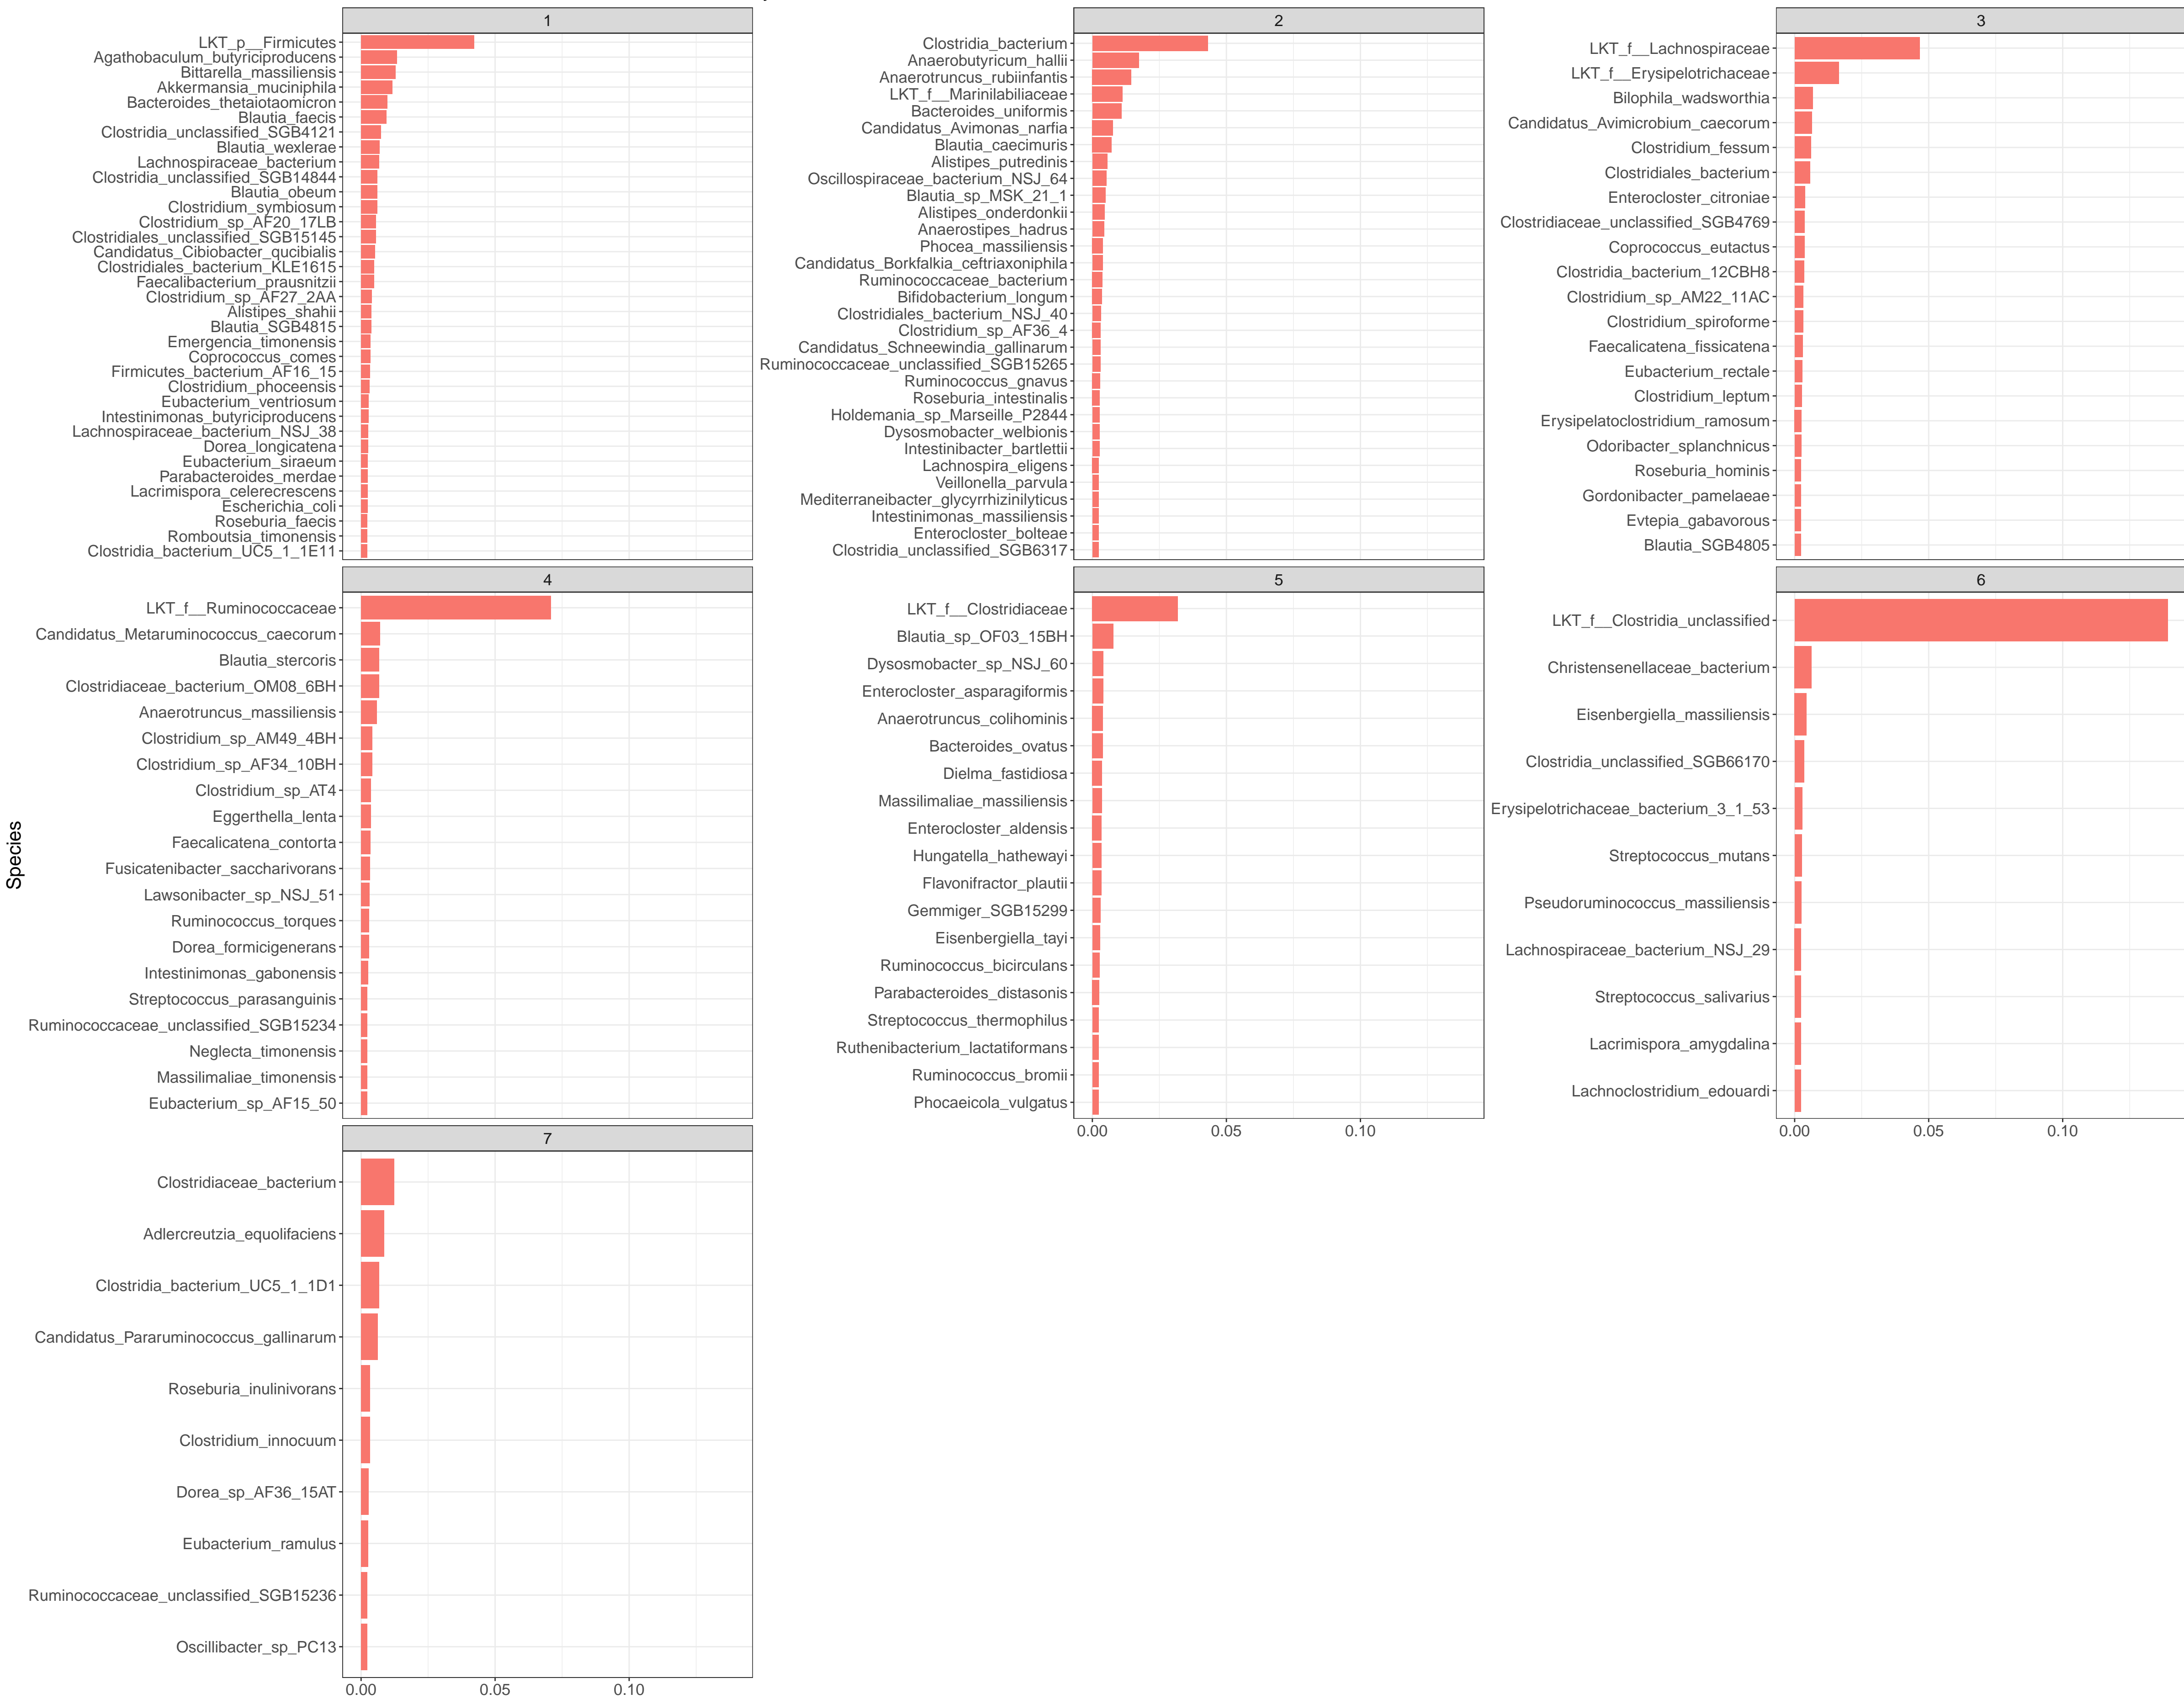 Species
1
LKT_p__Firmicutes
Agathobaculum_butyriciproducens
Bittarella_massiliensis
Akkermansia_muciniphila
Bacteroides_thetaiotaomicron
Blautia_faecis
Clostridia_unclassified_SGB4121
Blautia_wexlerae
Lachnospiraceae_bacterium
Clostridia_unclassified_SGB14844
Blautia_obeum
Clostridium_symbiosum
Clostridium_sp_AF20_17LB
Clostridiales_unclassified_SGB15145
Candidatus_Cibiobacter_qucibialis
Clostridiales_bacterium_KLE1615
Faecalibacterium_prausnitzii
Clostridium_sp_AF27_2AA
Alistipes_shahii
Blautia_SGB4815
Emergencia_timonensis
Coprococcus_comes
Firmicutes_bacterium_AF16_15
Clostridium_phoceensis
Eubacterium_ventriosum
Intestinimonas_butyriciproducens
Lachnospiraceae_bacterium_NSJ_38
Dorea_longicatena
Eubacterium_siraeum
Parabacteroides_merdae
Lacrimispora_celerecrescens
Escherichia_coli
Roseburia_faecis
Romboutsia_timonensis
Clostridia_bacterium_UC5_1_1E11
2
Clostridia_bacterium
Anaerobutyricum_hallii
Anaerotruncus_rubiinfantis
LKT_f__Marinilabiliaceae
Bacteroides_uniformis
Candidatus_Avimonas_narfia
Blautia_caecimuris
Alistipes_putredinis
Oscillospiraceae_bacterium_NSJ_64
Blautia_sp_MSK_21_1
Alistipes_onderdonkii
Anaerostipes_hadrus
Phocea_massiliensis
Candidatus_Borkfalkia_ceftriaxoniphila
Ruminococcaceae_bacterium
Bifidobacterium_longum
Clostridiales_bacterium_NSJ_40
Clostridium_sp_AF36_4
Candidatus_Schneewindia_gallinarum
Ruminococcaceae_unclassified_SGB15265
Ruminococcus_gnavus
Roseburia_intestinalis
Holdemania_sp_Marseille_P2844
Dysosmobacter_welbionis
Intestinibacter_bartlettii
Lachnospira_eligens
Veillonella_parvula
Mediterraneibacter_glycyrrhizinilyticus
Intestinimonas_massiliensis
Enterocloster_bolteae
Clostridia_unclassified_SGB6317
3
LKT_f__Lachnospiraceae
LKT_f__Erysipelotrichaceae
Bilophila_wadsworthia
Candidatus_Avimicrobium_caecorum
Clostridium_fessum
Clostridiales_bacterium
Enterocloster_citroniae
Clostridiaceae_unclassified_SGB4769
Coprococcus_eutactus
Clostridia_bacterium_12CBH8
Clostridium_sp_AM22_11AC
Clostridium_spiroforme
Faecalicatena_fissicatena
Eubacterium_rectale
Clostridium_leptum
Erysipelatoclostridium_ramosum
Odoribacter_splanchnicus
Roseburia_hominis
Gordonibacter_pamelaeae
Evtepia_gabavorous
Blautia_SGB4805
4
LKT_f__Ruminococcaceae
Candidatus_Metaruminococcus_caecorum
Blautia_stercoris
Clostridiaceae_bacterium_OM08_6BH
Anaerotruncus_massiliensis
Clostridium_sp_AM49_4BH
Clostridium_sp_AF34_10BH
Clostridium_sp_AT4
Eggerthella_lenta
Faecalicatena_contorta
Fusicatenibacter_saccharivorans
Lawsonibacter_sp_NSJ_51
Ruminococcus_torques
Dorea_formicigenerans
Intestinimonas_gabonensis
Streptococcus_parasanguinis
Ruminococcaceae_unclassified_SGB15234
Neglecta_timonensis
Massilimaliae_timonensis
Eubacterium_sp_AF15_50
5
LKT_f__Clostridiaceae
Blautia_sp_OF03_15BH
Dysosmobacter_sp_NSJ_60
Enterocloster_asparagiformis
Anaerotruncus_colihominis
Bacteroides_ovatus
Dielma_fastidiosa
Massilimaliae_massiliensis
Enterocloster_aldensis
Hungatella_hathewayi
Flavonifractor_plautii
Gemmiger_SGB15299
Eisenbergiella_tayi
Ruminococcus_bicirculans
Parabacteroides_distasonis
Streptococcus_thermophilus
Ruthenibacterium_lactatiformans
Ruminococcus_bromii
Phocaeicola_vulgatus
0.00 0.05 0.10
6
LKT_f__Clostridia_unclassified
Christensenellaceae_bacterium
Eisenbergiella_massiliensis
Clostridia_unclassified_SGB66170
Erysipelotrichaceae_bacterium_3_1_53
Streptococcus_mutans
Pseudoruminococcus_massiliensis
Lachnospiraceae_bacterium_NSJ_29
Streptococcus_salivarius
Lacrimispora_amygdalina
Lachnoclostridium_edouardi
0.00 0.05 0.10
7
Clostridiaceae_bacterium
Adlercreutzia_equolifaciens
Clostridia_bacterium_UC5_1_1D1
Candidatus_Pararuminococcus_gallinarum
Roseburia_inulinivorans
Clostridium_innocuum
Dorea_sp_AF36_15AT
Eubacterium_ramulus
Ruminococcaceae_unclassified_SGB15236
Oscillibacter_sp_PC13
0.00 0.05 0.10